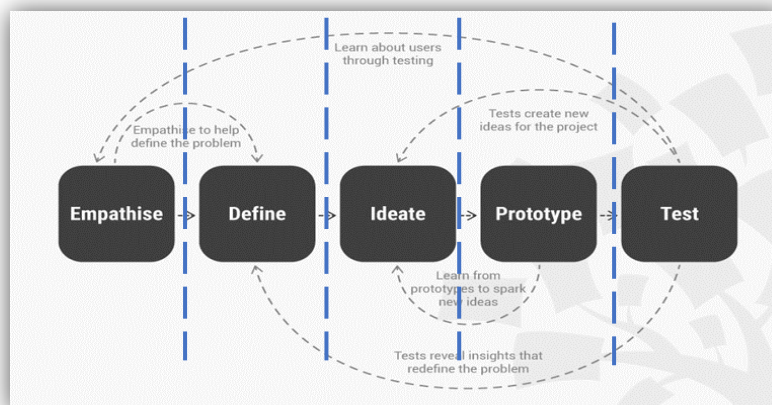 Learn about users
through testing
Tests create new
ideas for the project
Empathise to help
define the problem
Empathise
Define
Ideate
Prototype
Test
Learn from
prototypes to spark
new ideas
Tests reveal insights that
redefine the problem